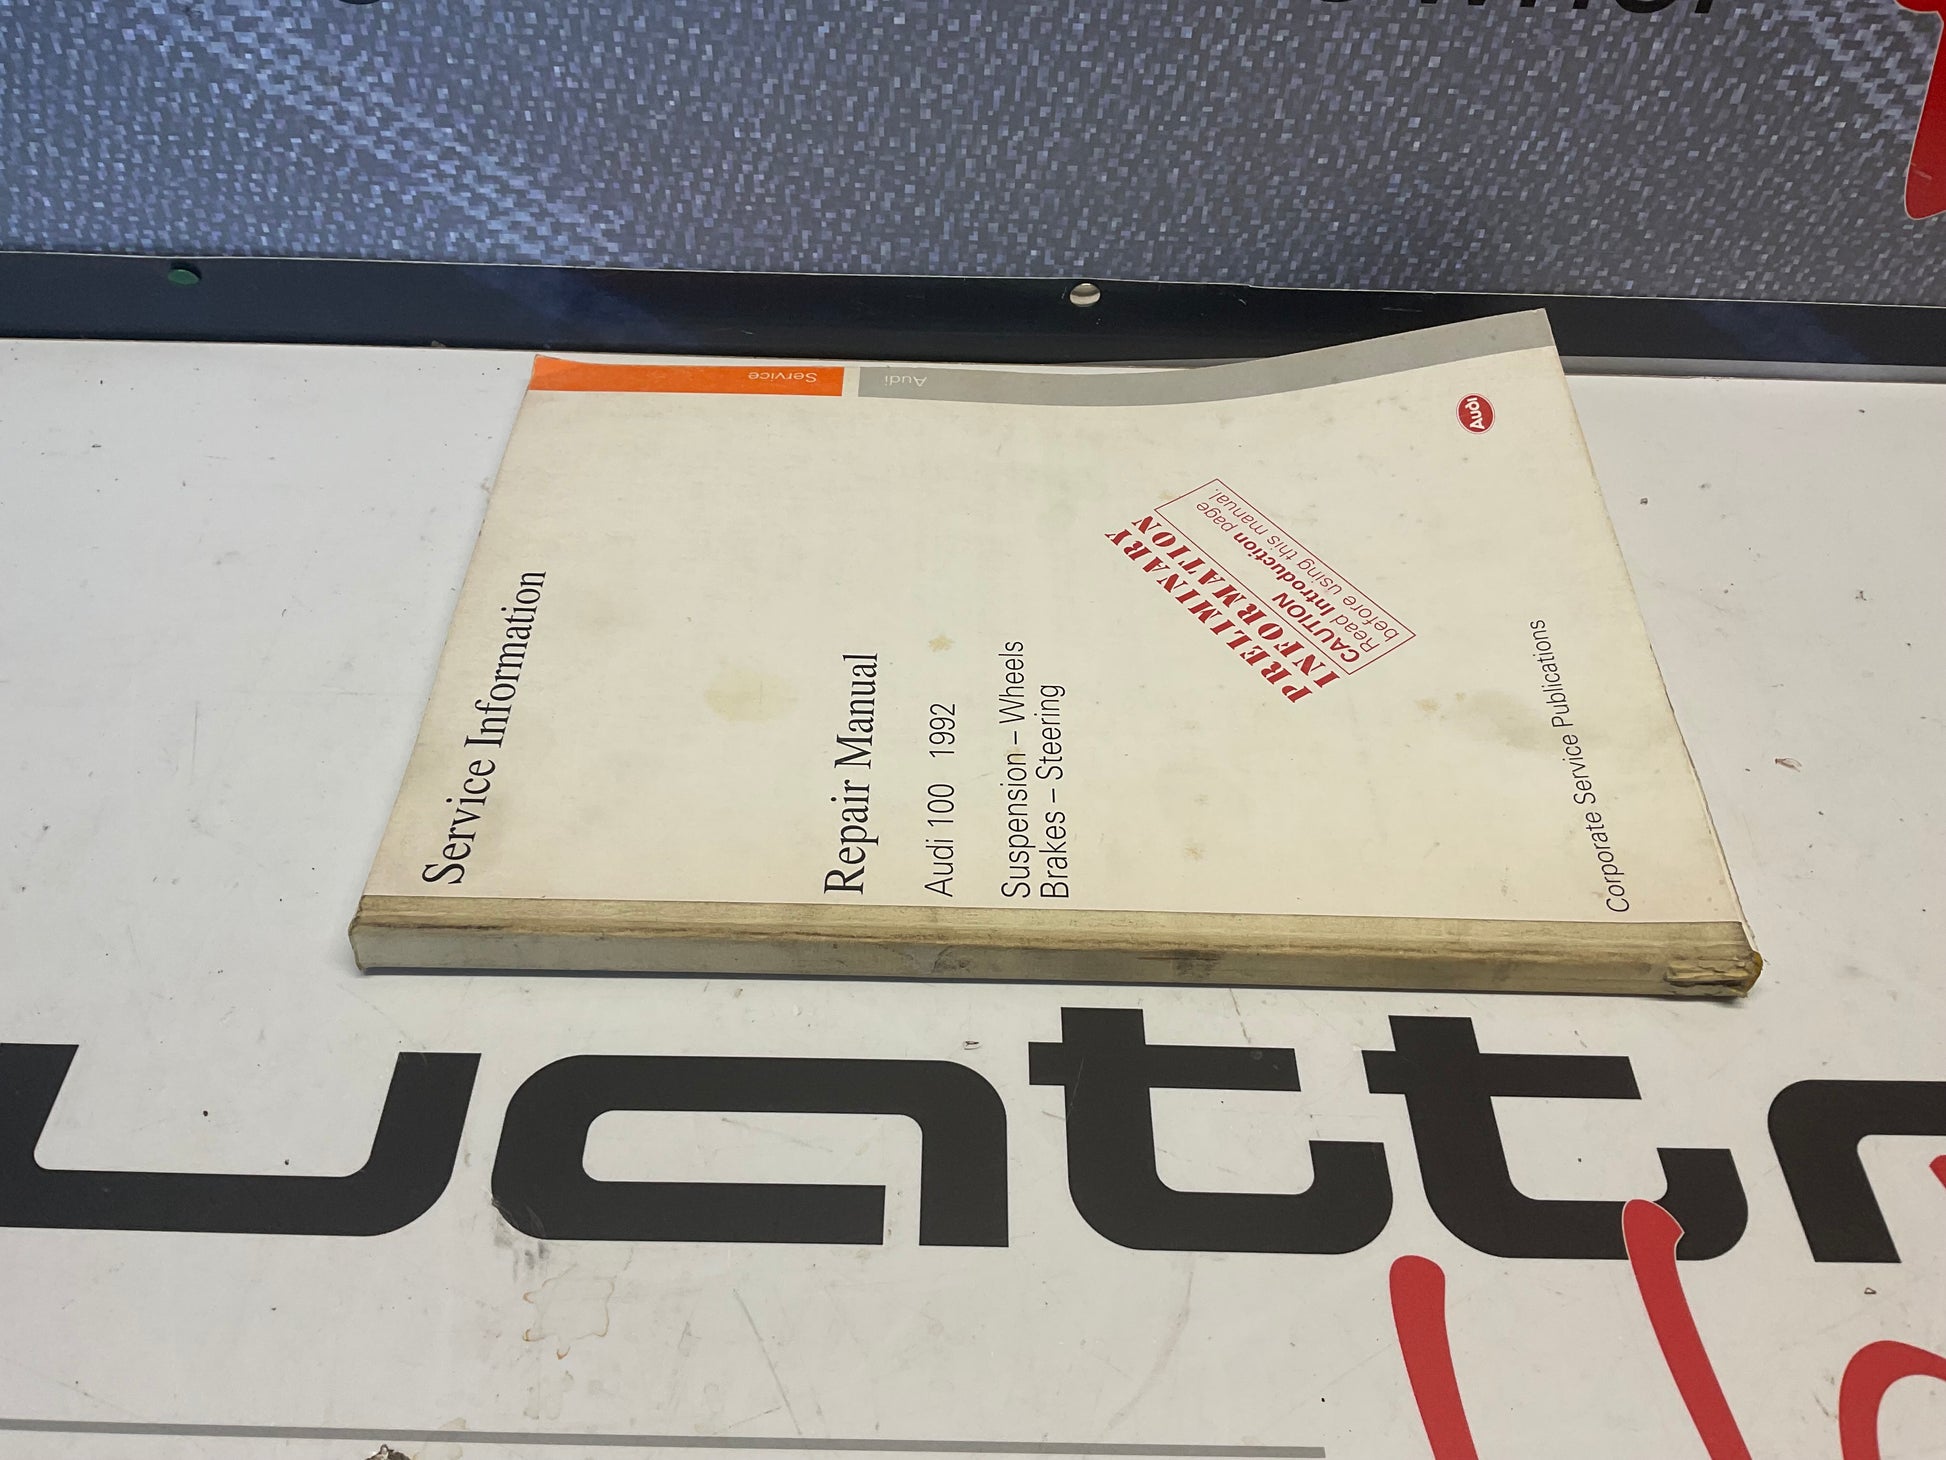 Service
Audi
Audi
Service Information
Repair Manual
Audi 100 1992
Suspension – Wheels
Brakes – Steering
PRELIMINARY
INFORMATION
CAUTION
Read Introduction page
before using this manual.
Corporate Service Publications